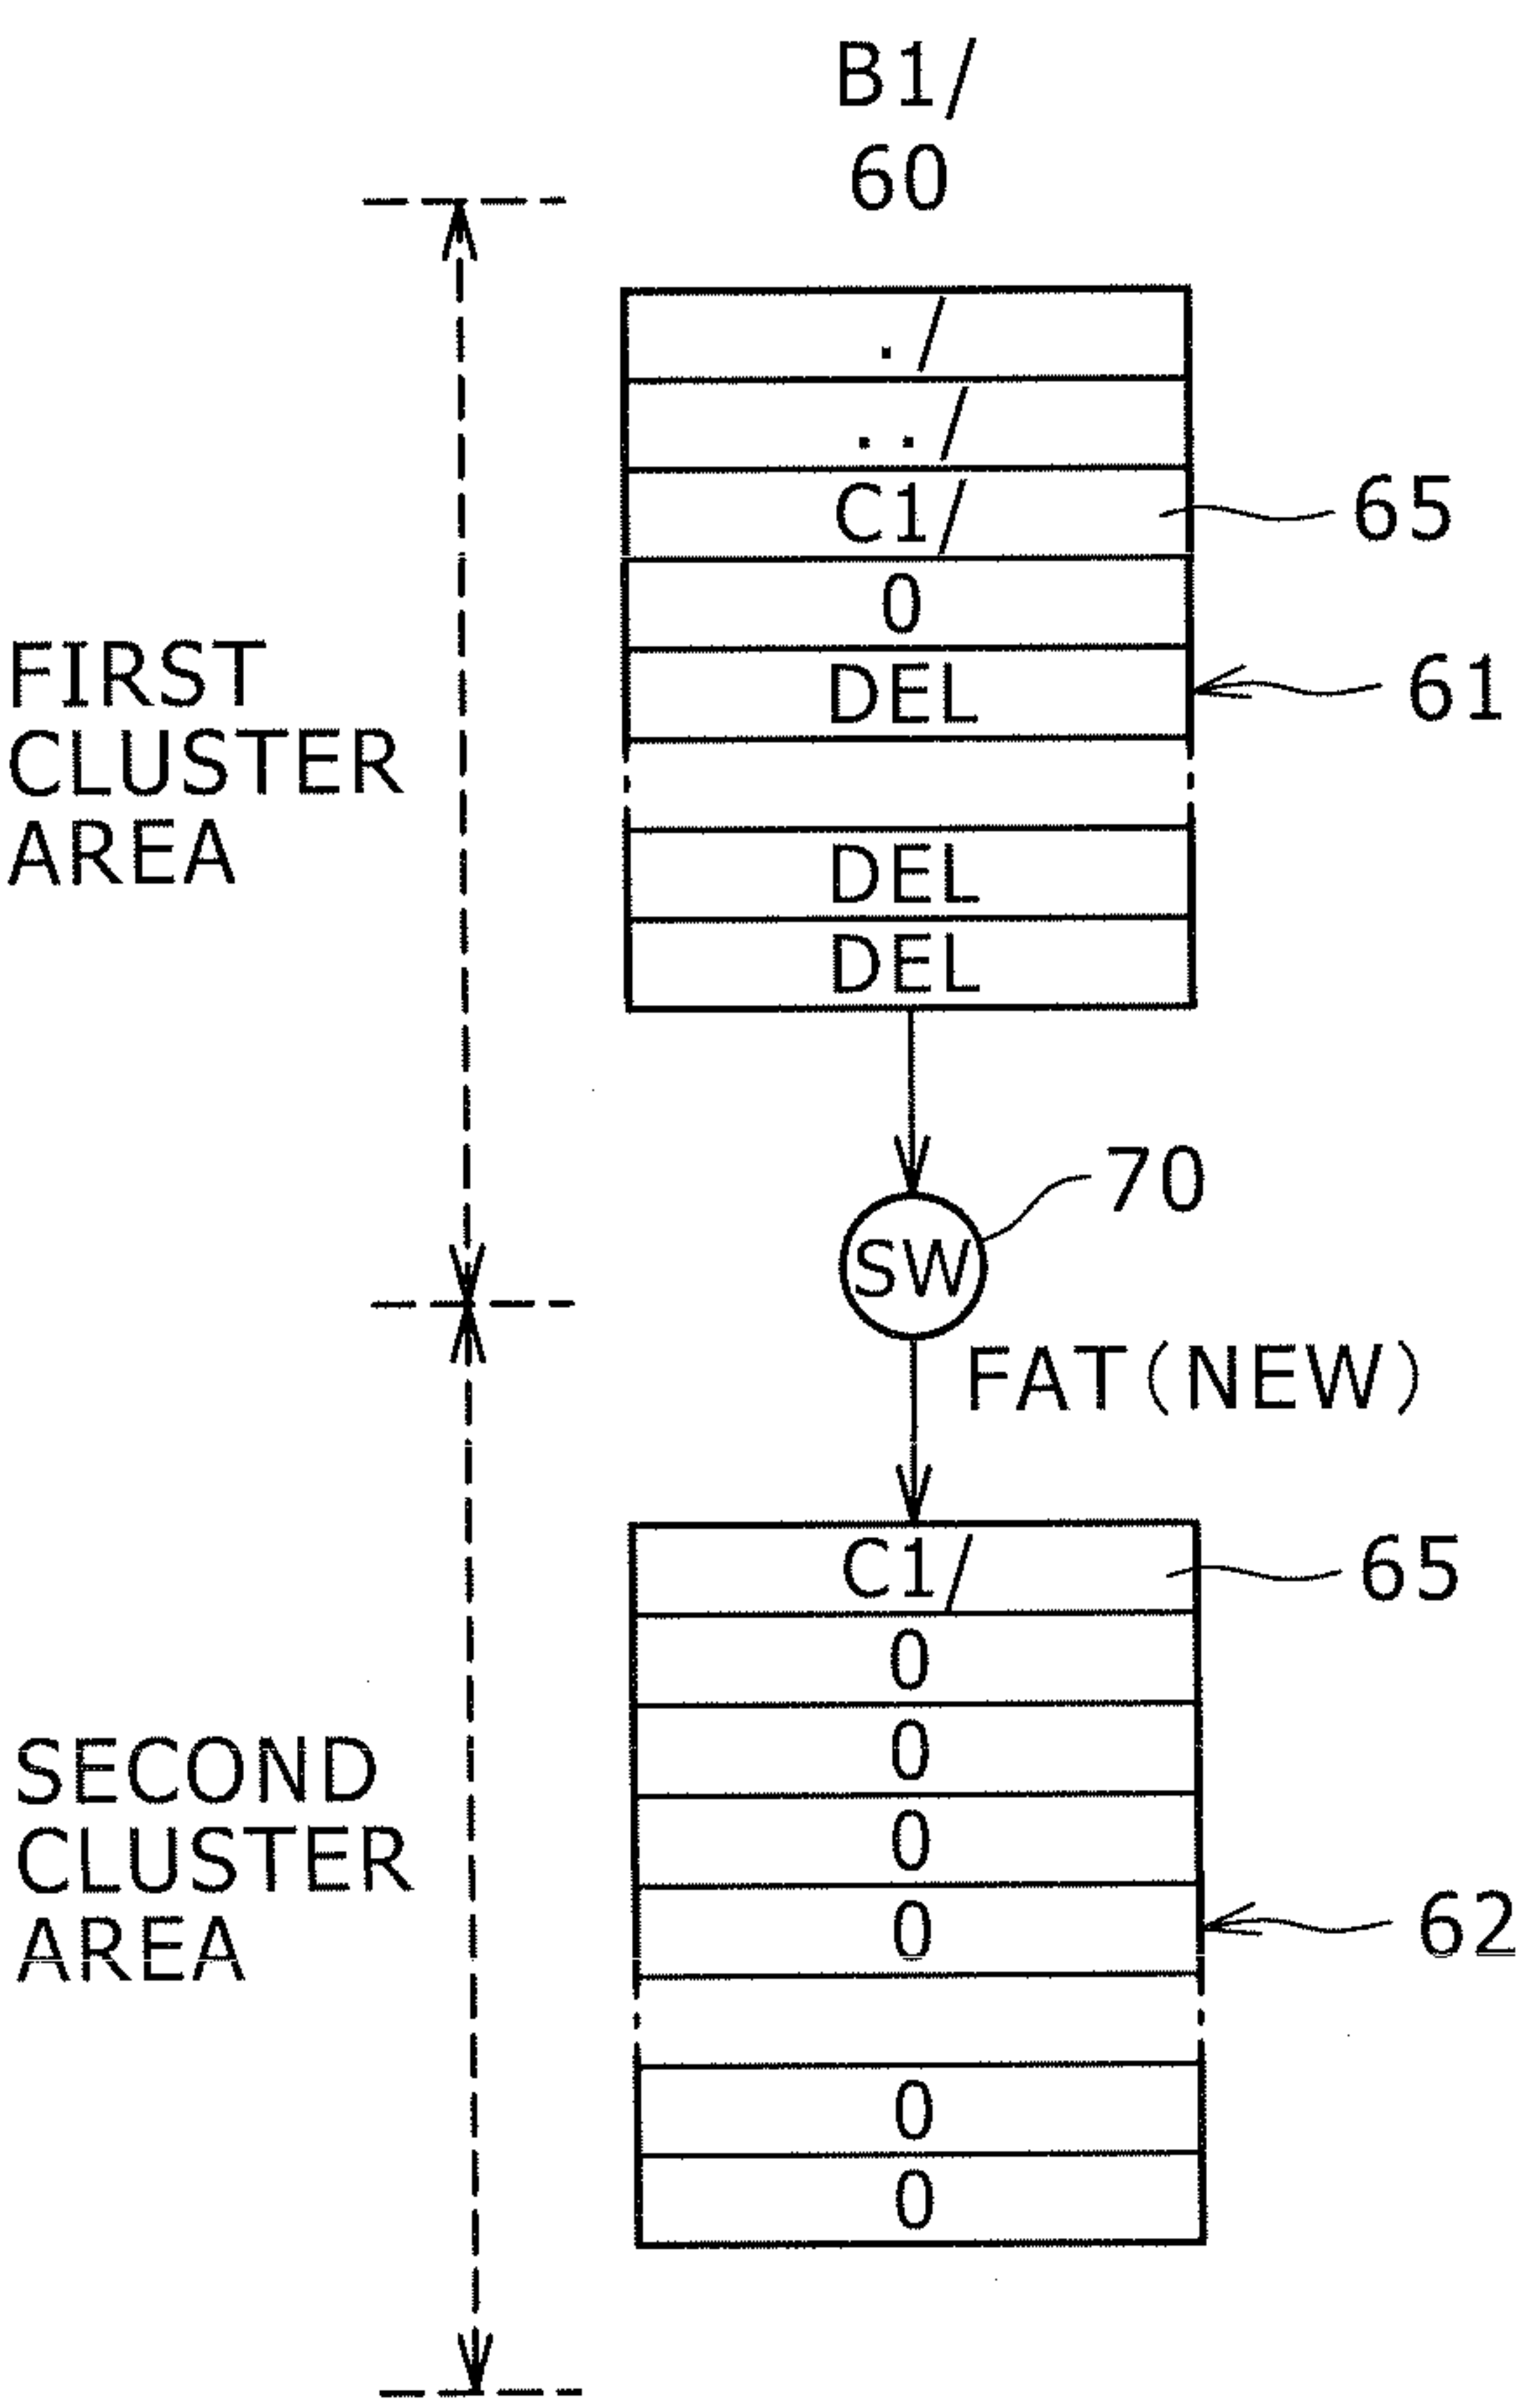 B1/
60
./
../
C1/
65
0
FIRST
CLUSTER
AREA
DEL
61
DEL
DEL
70
SW
FAT(NEW)
C1/
65
0
0
0
SECOND
CLUSTER
AREA
0
62
0
0